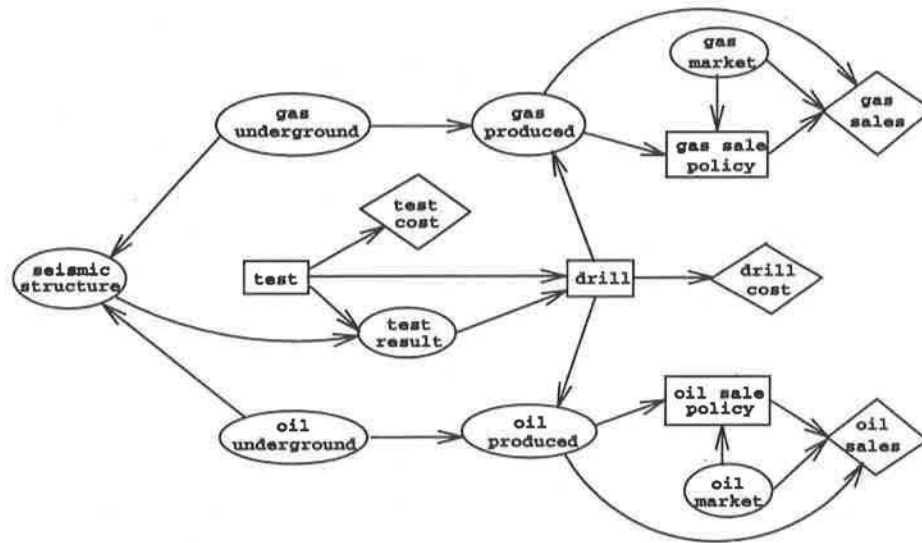 gas
market
gas
underground
gas
produced
gas
sales
gas sale
policy
test
cost
seismic
structure
test
drill
drill
cost
test
result
oil sale
policy
oil
underground
oil
produced
oil
sales
oil
market